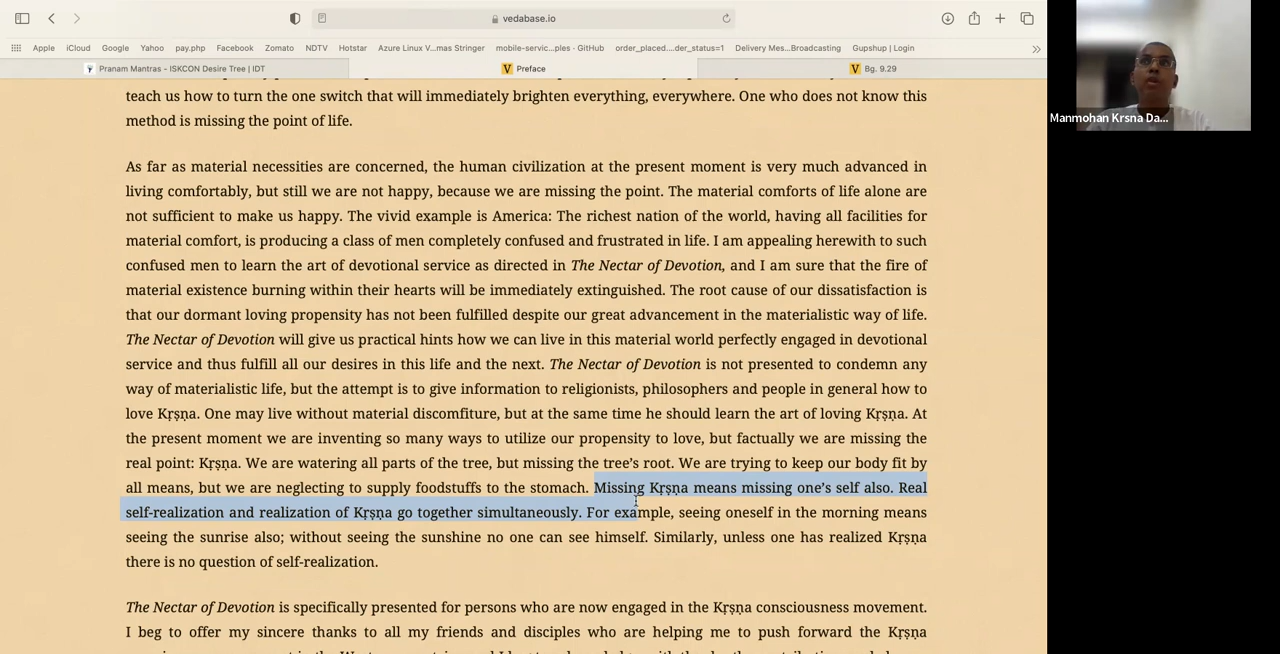 vedabase.io
Apple iCloud Google Yahoo pay.php Facebook Zomato NDTV Hotstar Azure Linux V...mas Stringer mobile-servic...ples · GitHub order_placed....der_status=1 Delivery Mes...Broadcasting Gupshup | Login
Pranam Mantras - ISKCON Desire Tree | IDT
Preface
Bg. 9.29
Manmohan Krsna Da...
teach us how to turn the one switch that will immediately brighten everything, everywhere. One who does not know this
method is missing the point of life.
As far as material necessities are concerned, the human civilization at the present moment is very much advanced in
living comfortably, but still we are not happy, because we are missing the point. The material comforts of life alone are
not sufficient to make us happy. The vivid example is America: The richest nation of the world, having all facilities for
material comfort, is producing a class of men completely confused and frustrated in life. I am appealing herewith to such
confused men to learn the art of devotional service as directed in The Nectar of Devotion, and I am sure that the fire of
material existence burning within their hearts will be immediately extinguished. The root cause of our dissatisfaction is
that our dormant loving propensity has not been fulfilled despite our great advancement in the materialistic way of life.
The Nectar of Devotion will give us practical hints how we can live in this material world perfectly engaged in devotional
service and thus fulfill all our desires in this life and the next. The Nectar of Devotion is not presented to condemn any
way of materialistic life, but the attempt is to give information to religionists, philosophers and people in general how to
love Kṛṣṇa. One may live without material discomfiture, but at the same time he should learn the art of loving Kṛṣṇa. At
the present moment we are inventing so many ways to utilize our propensity to love, but factually we are missing the
real point: Kṛṣṇa. We are watering all parts of the tree, but missing the tree's root. We are trying to keep our body fit by
all means, but we are neglecting to supply foodstuffs to the stomach. Missing Kṛṣṇa means missing one's self also. Real
self-realization and realization of Kṛṣṇa go together simultaneously. For example, seeing oneself in the morning means
seeing the sunrise also; without seeing the sunshine no one can see himself. Similarly, unless one has realized Kṛṣṇa
there is no question of self-realization.
The Nectar of Devotion is specifically presented for persons who are now engaged in the Kṛṣṇa consciousness movement.
I beg to offer my sincere thanks to all my friends and disciples who are helping me to push forward the Kṛṣṇa